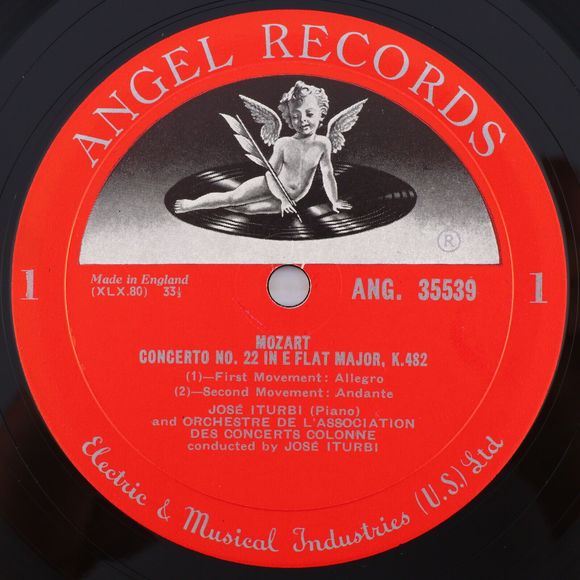 ANGEL RECORDS
®
1
Made in England
(XLX.80) 33⅓
ANG. 35539
1
MOZART
CONCERTO NO. 22 IN E FLAT MAJOR, K.482
(1)—First Movement: Allegro
(2)—Second Movement: Andante
JOSÉ ITURBI (Piano)
and ORCHESTRE DE L'ASSOCIATION
DES CONCERTS COLONNE
conducted by JOSÉ ITURBI
Electric & Musical Industries (U.S.) Ltd